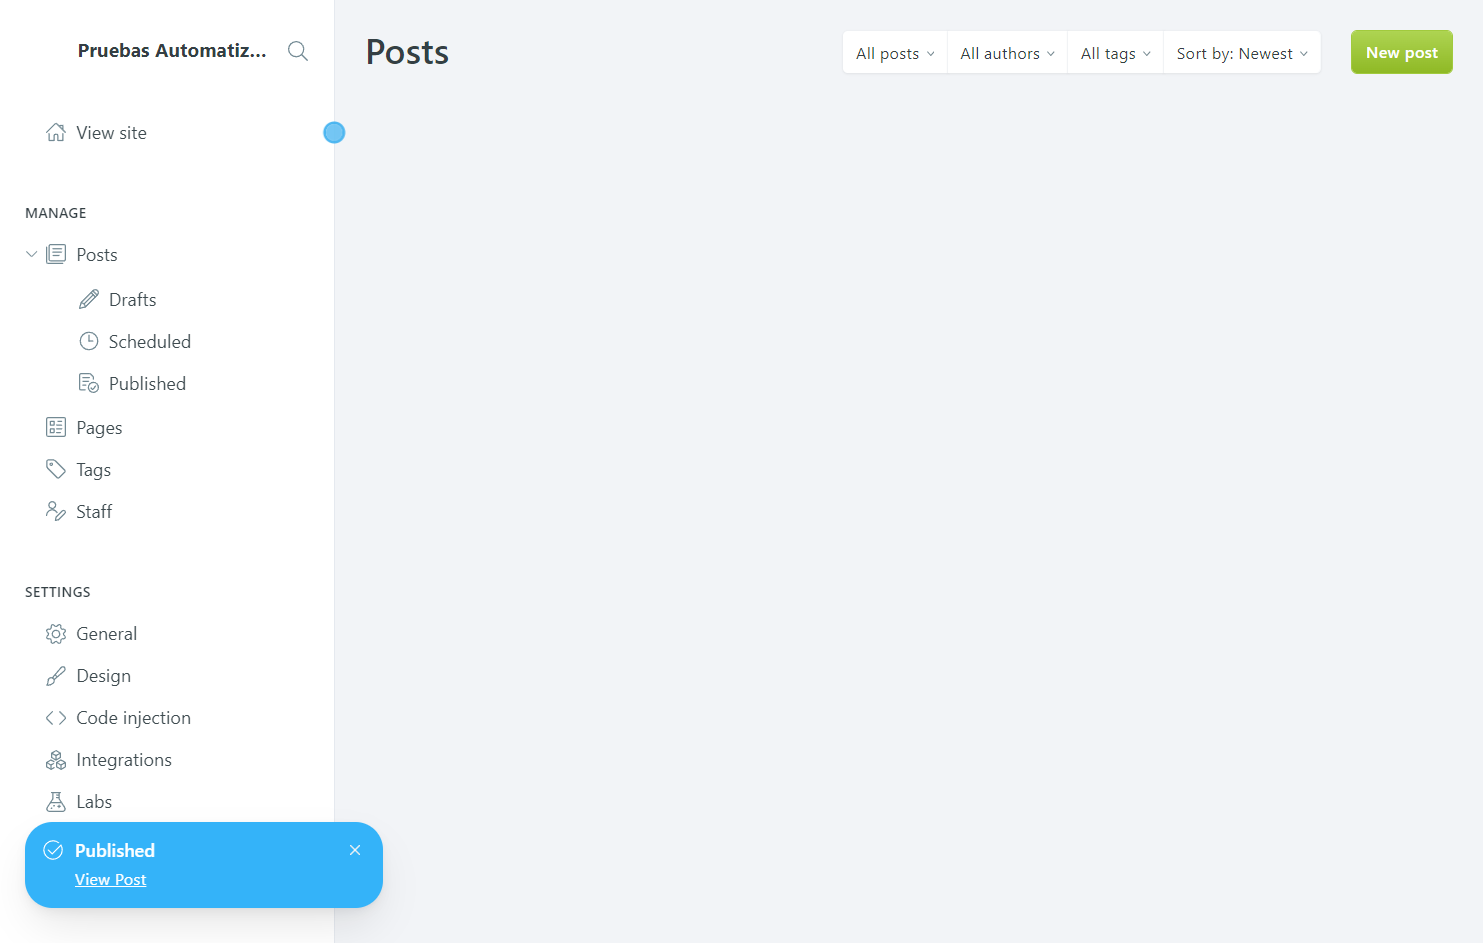 Pruebas Automatiz...
View site
MANAGE
Posts
Drafts
Scheduled
Published
Pages
Tags
Staff
SETTINGS
General
Design
Code injection
Integrations
Labs
Published
View Post
Posts
All posts
All authors
All tags
Sort by: Newest
New post